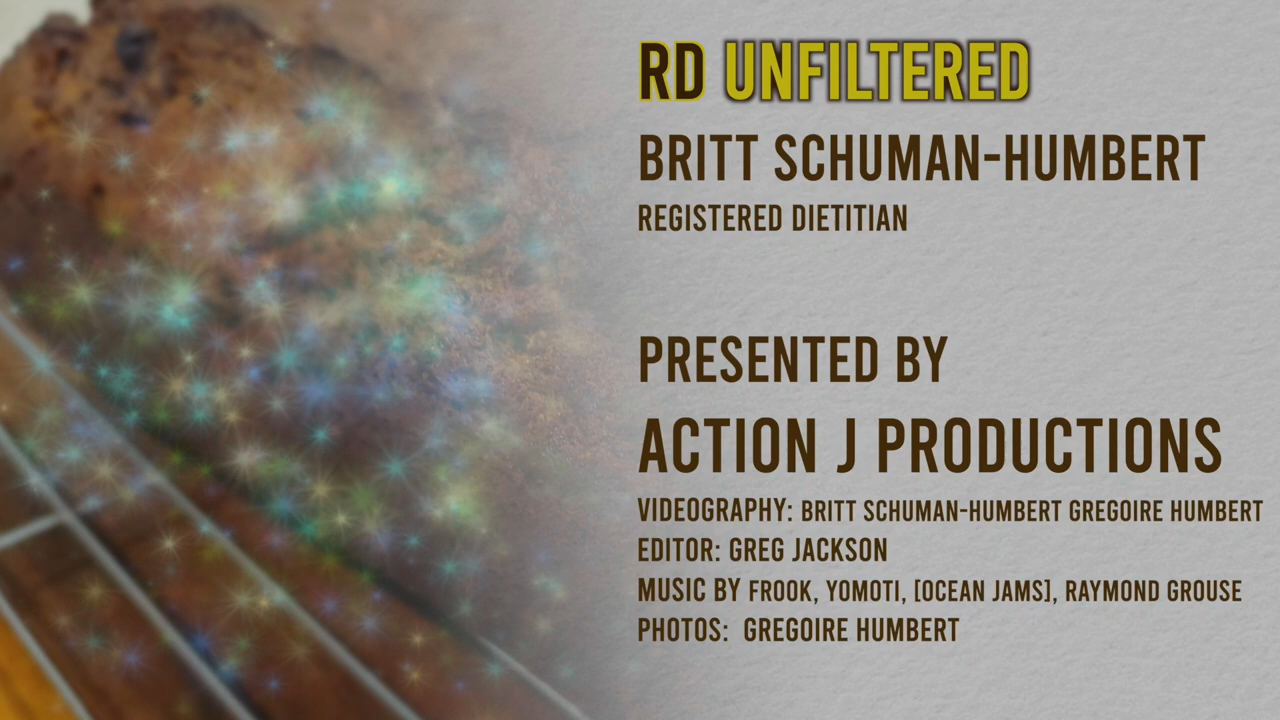 RD UNFILTERED
BRITT SCHUMAN-HUMBERT
REGISTERED DIETITIAN
PRESENTED BY
ACTION J PRODUCTIONS
VIDEOGRAPHY: BRITT SCHUMAN-HUMBERT GREGOIRE HUMBERT
EDITOR: GREG JACKSON
MUSIC BY FROOK, YOMOTI, [OCEAN JAMS], RAYMOND GROUSE
PHOTOS: GREGOIRE HUMBERT